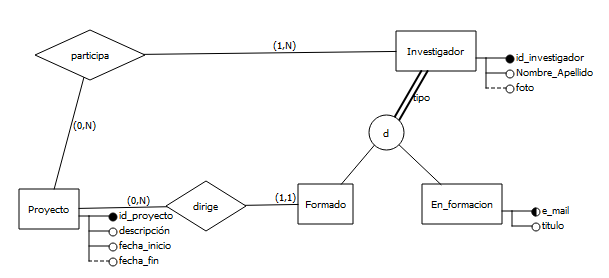 (1,N)
Investigador
participa
id_investigador
Nombre_Apellido
foto
tipo
(0,N)
d
(0,N)
(1,1)
Proyecto
dirige
Formado
En_formacion
id_proyecto
descripción
fecha_inicio
fecha_fin
e_mail
titulo